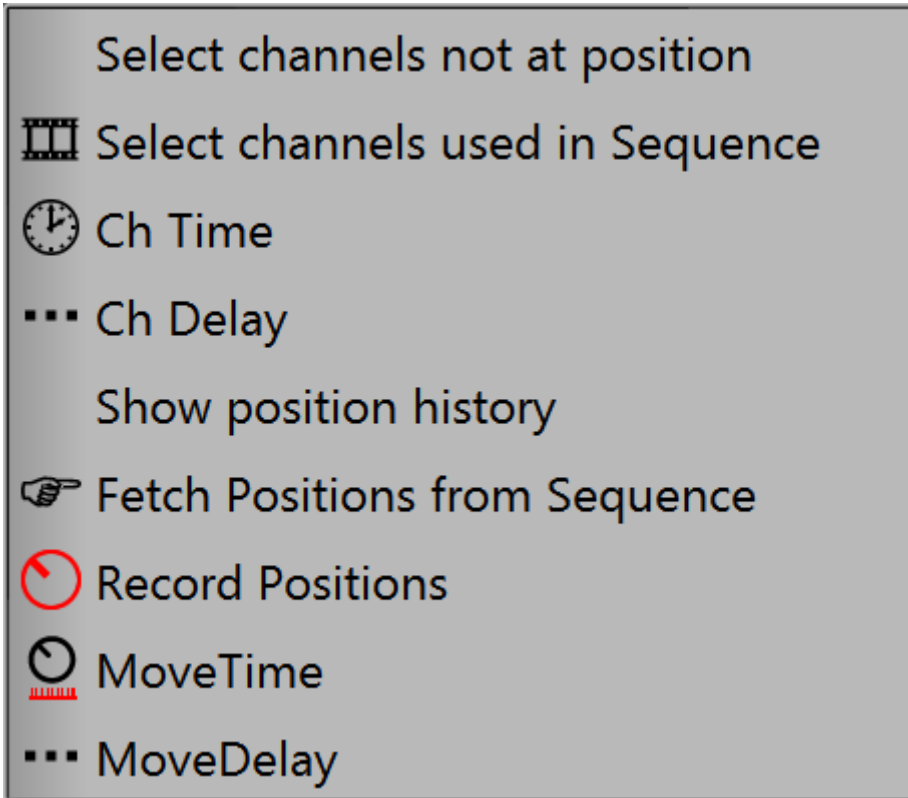 Select channels not at position
Select channels used in Sequence
Ch Time
Ch Delay
Show position history
Fetch Positions from Sequence
Record Positions
MoveTime
MoveDelay